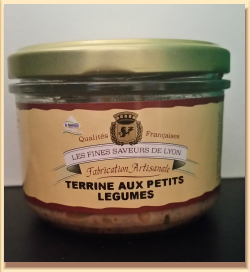 Qualités Françaises
LES FINES SAVEURS DE LYON
Fabrication Artisanale
TERRINE AUX PETITS
LEGUMES